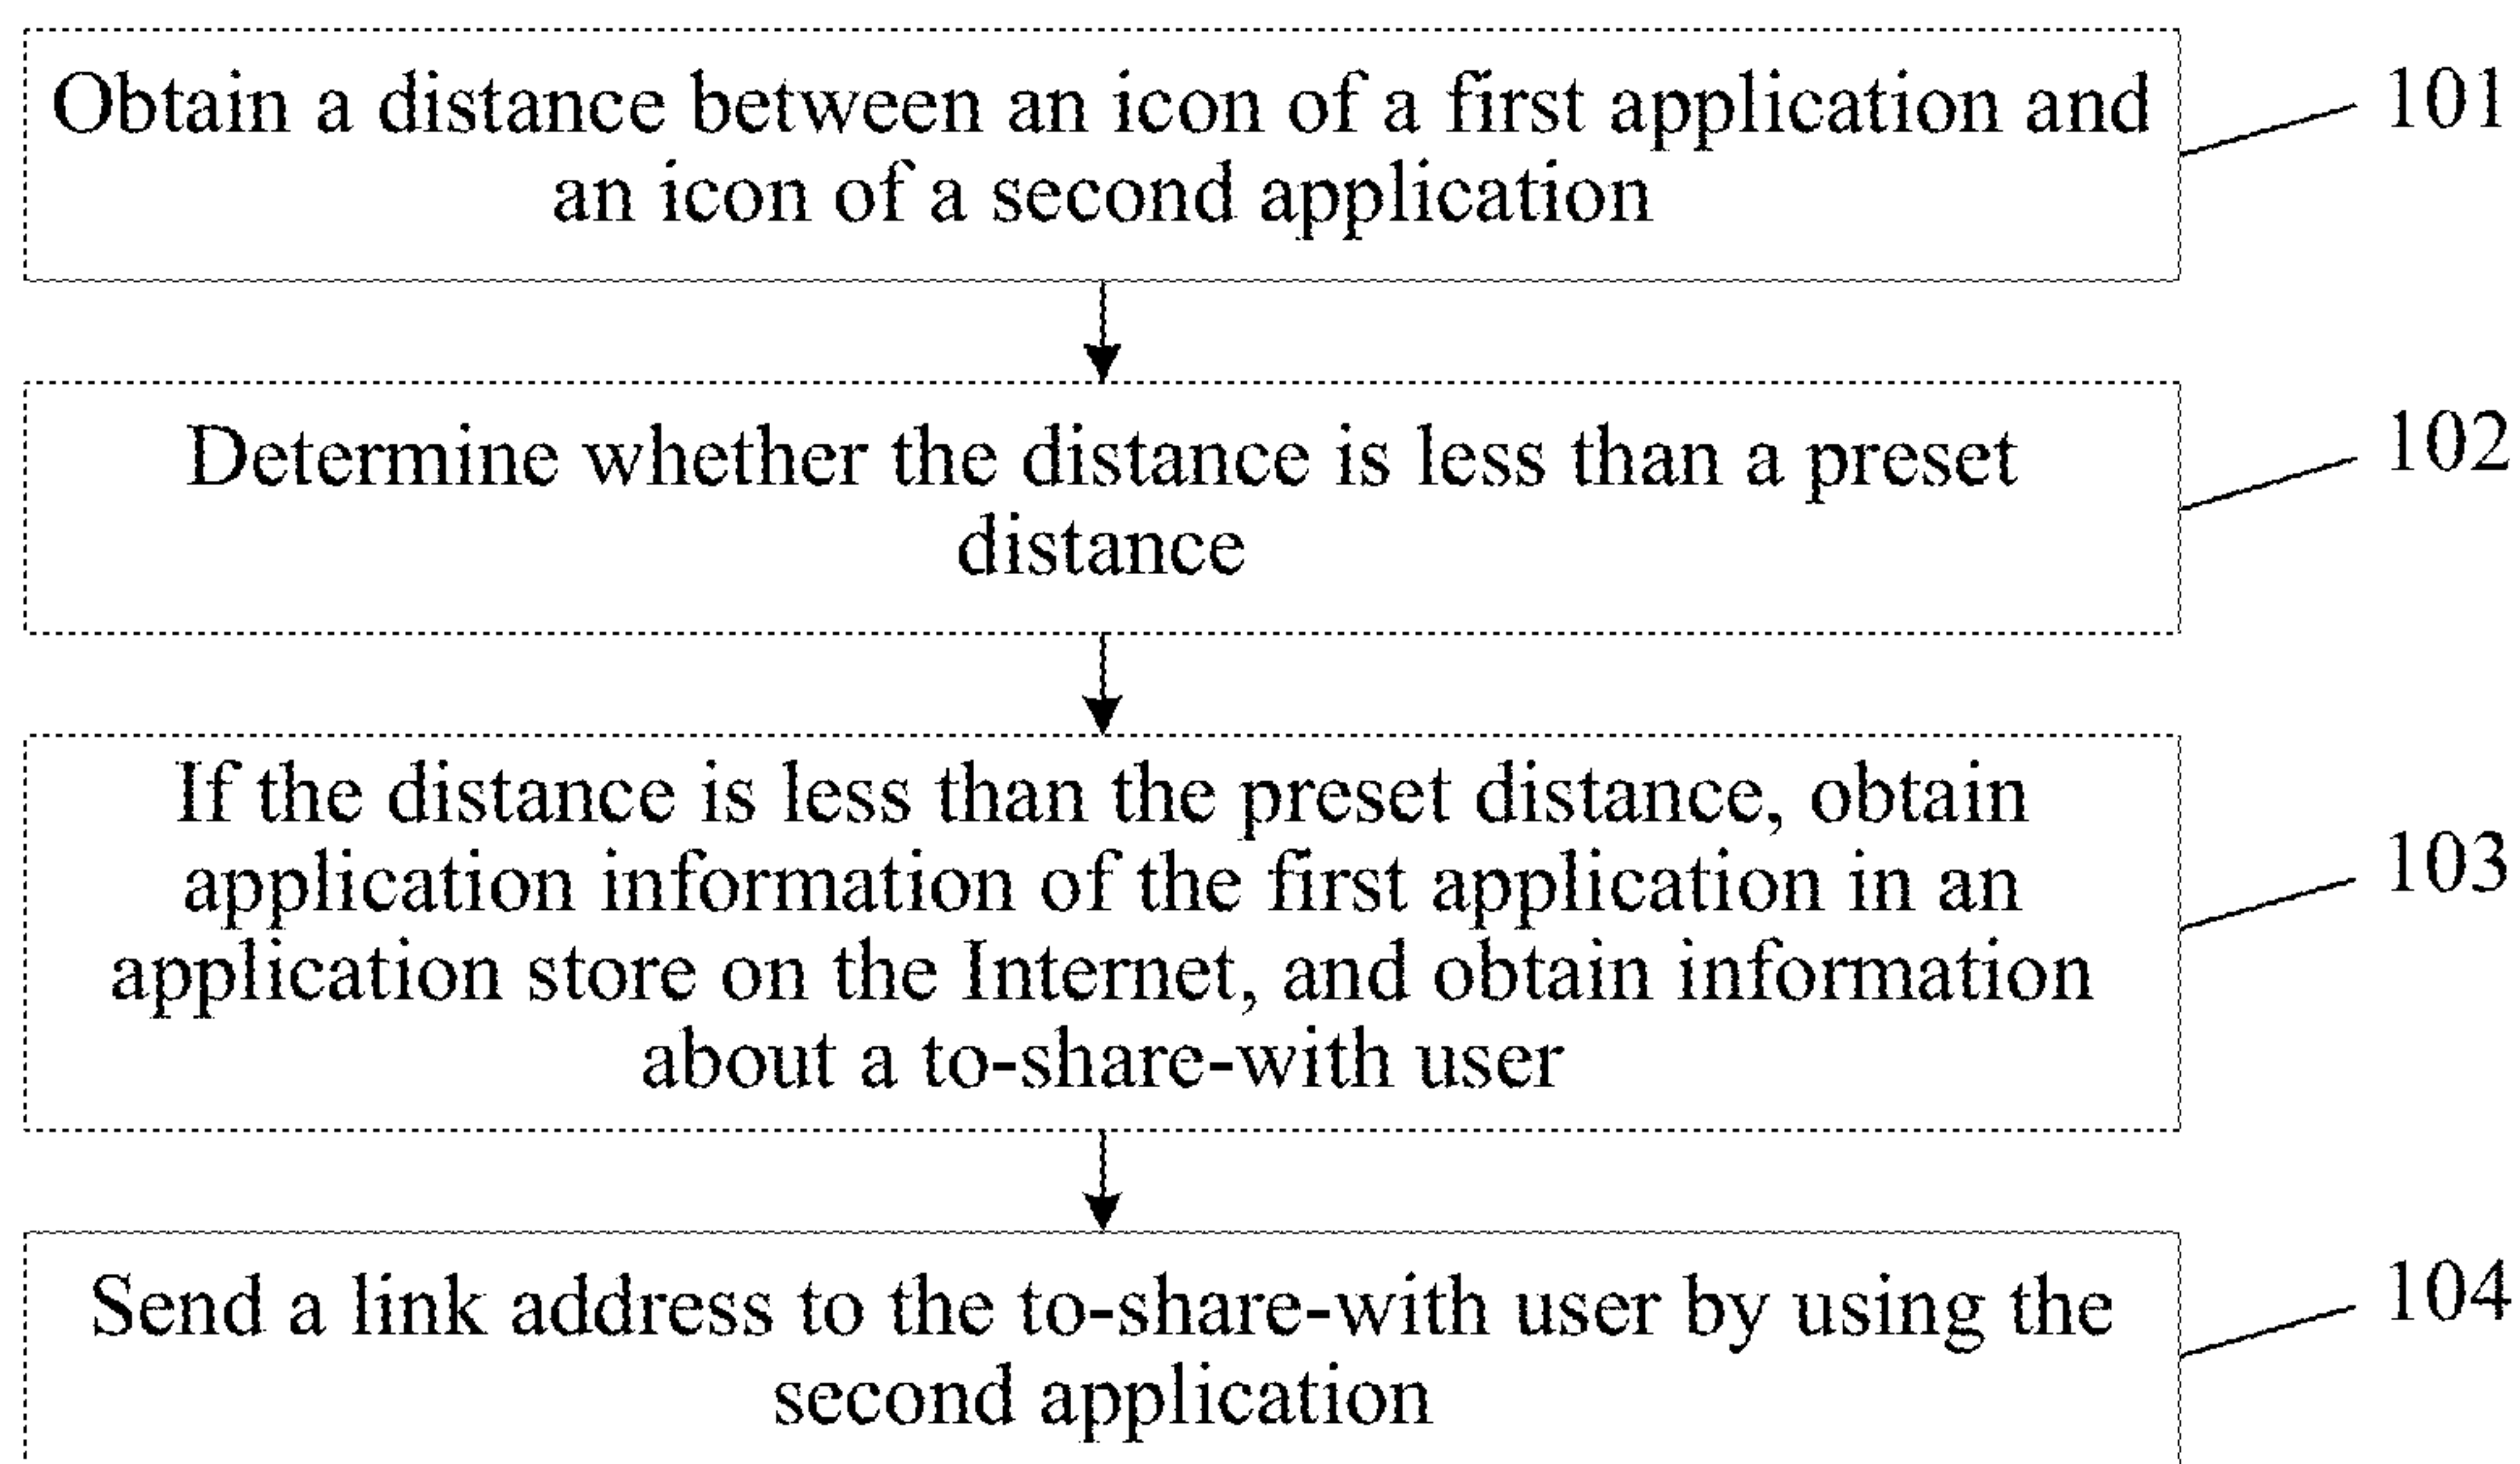 Obtain a distance between an icon of a first application and
an icon of a second application
101
Determine whether the distance is less than a preset
distance
102
If the distance is less than the preset distance, obtain
application information of the first application in an
application store on the Internet, and obtain information
about a to-share-with user
103
Send a link address to the to-share-with user by using the
second application
104